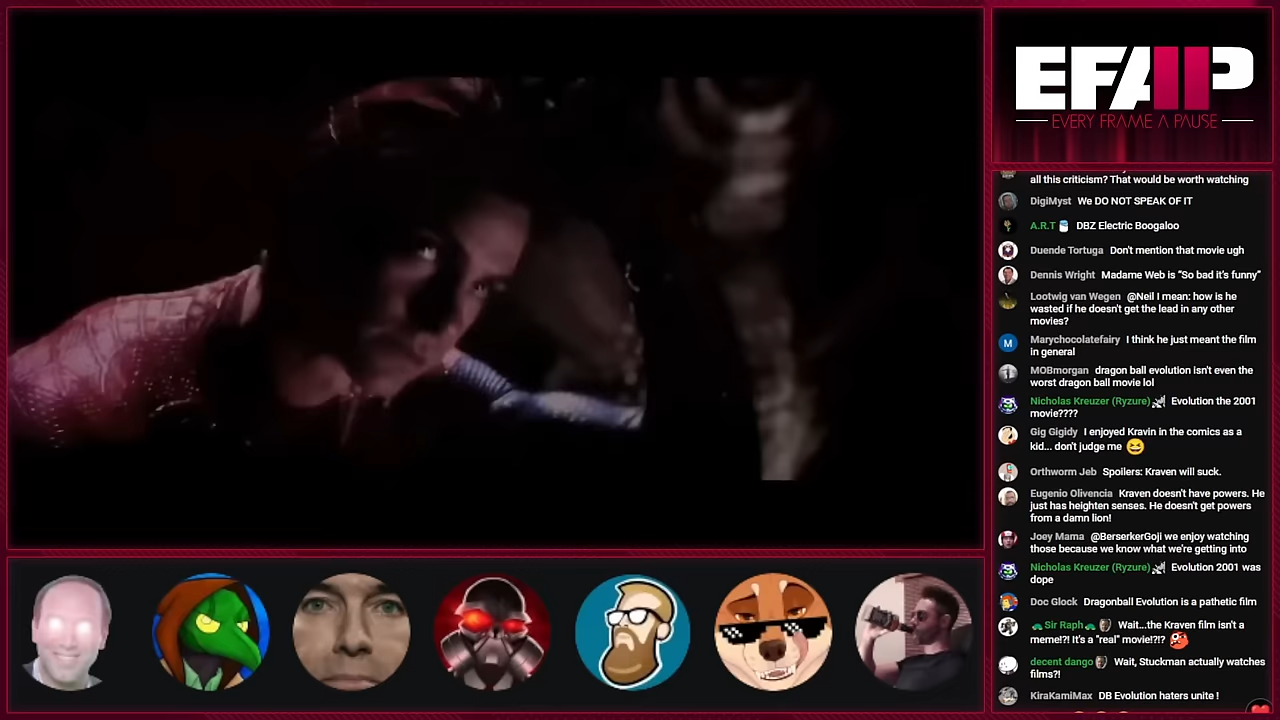 EFAP
EVERY FRAME A PAUSE
all this criticism? That would be worth watching
DigiMyst We DO NOT SPEAK OF IT
A.R.T DBZ Electric Boogaloo
Duende Tortuga Don't mention that movie ugh
Dennis Wright Madame Web is “So bad it’s funny”
Lootwig van Wegen @Neil I mean: how is he
wasted if he doesn't get the lead in any other
movies?
M
Marychocolatefairy I think he just meant the film
in general
MOBmorgan dragon ball evolution isn't even the
worst dragon ball movie lol
Nicholas Kreuzer (Ryzure) Evolution the 2001
movie????
Gig Gigidy I enjoyed Kravin in the comics as a
kid... don't judge me
Orthworm Jeb Spoilers: Kraven will suck.
Eugenio Olivencia Kraven doesn't have powers. He
just has heighten senses. He doesn't get powers
from a damn lion!
Joey Mama @BerserkerGoji we enjoy watching
those because we know what we're getting into
Nicholas Kreuzer (Ryzure) Evolution 2001 was
dope
Doc Glock Dragonball Evolution is a pathetic film
Sir Raph Wait...the Kraven film isn't a
meme!?! It's a "real" movie!?!?
decent dango Wait, Stuckman actually watches
films?!
KiraKamiMax DB Evolution haters unite !